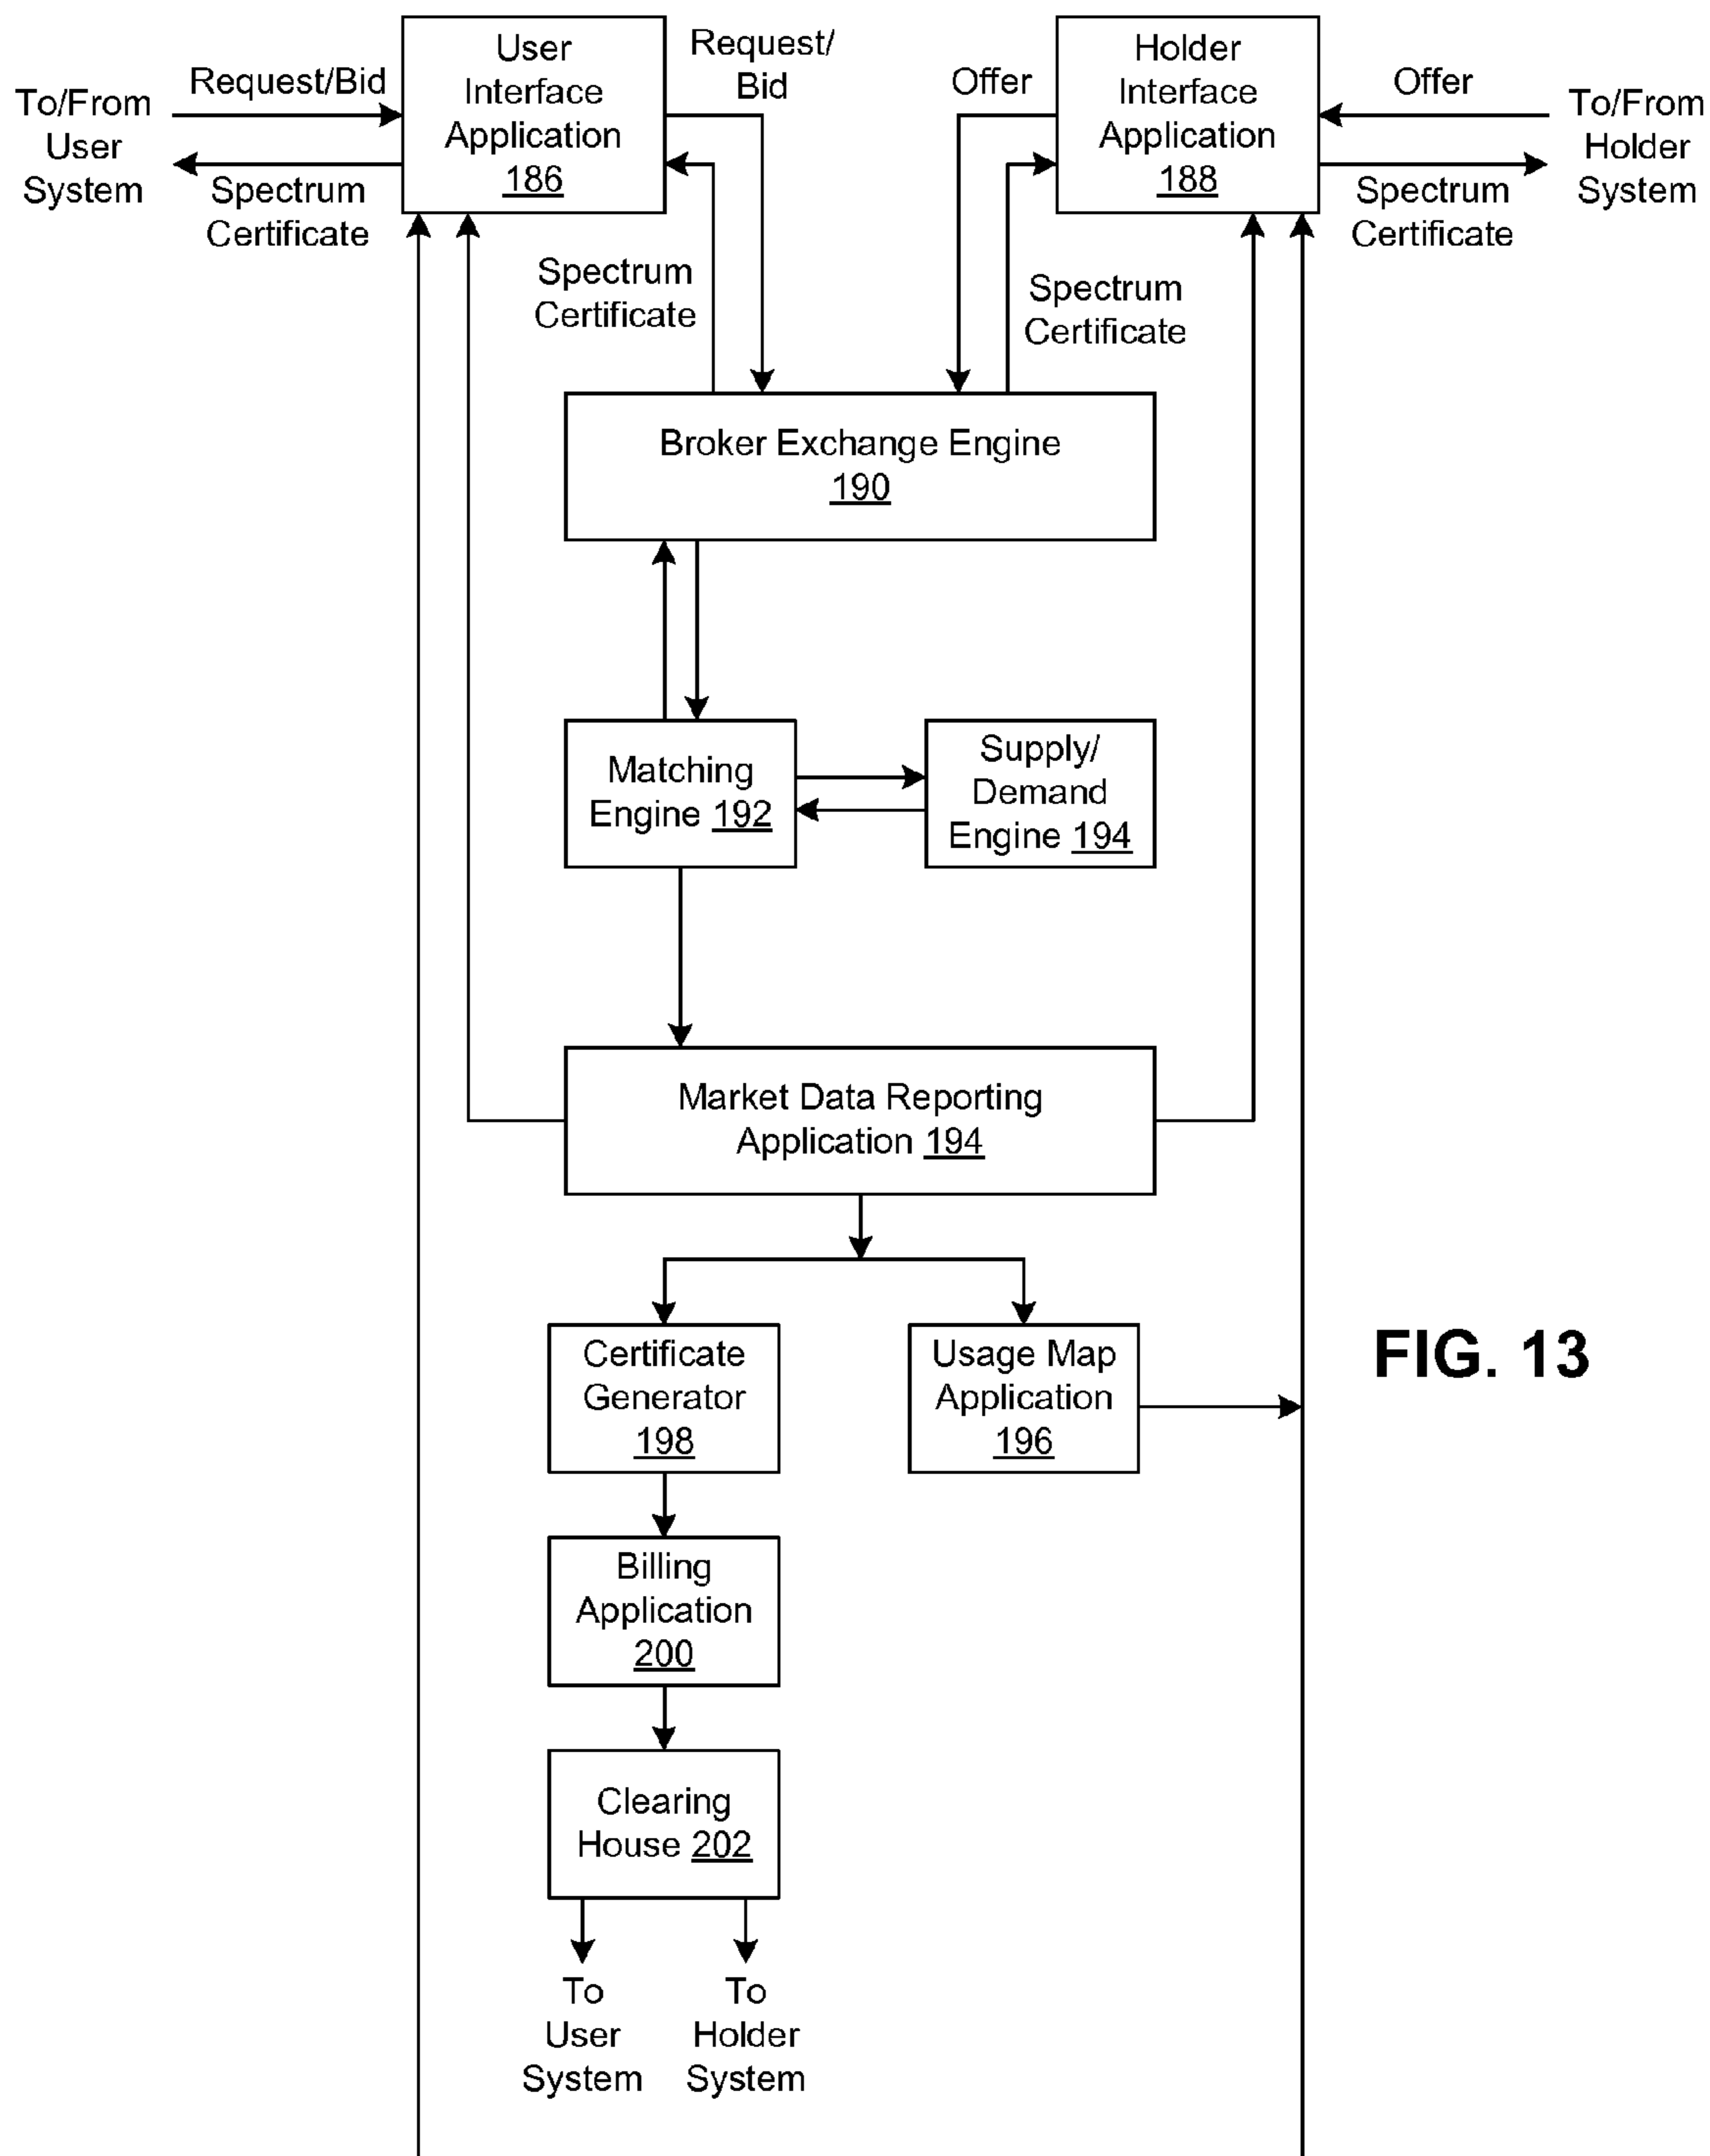 To/From
User
System
Request/Bid
Spectrum
Certificate
User
Interface
Application
186
Request/
Bid
Offer
Holder
Interface
Application
188
Offer
Spectrum
Certificate
To/From
Holder
System
Spectrum
Certificate
Spectrum
Certificate
Broker Exchange Engine
190
Matching
Engine 192
Supply/
Demand
Engine 194
Market Data Reporting
Application 194
Certificate
Generator
198
Usage Map
Application
196
FIG. 13
Billing
Application
200
Clearing
House 202
To
User
System
To
Holder
System